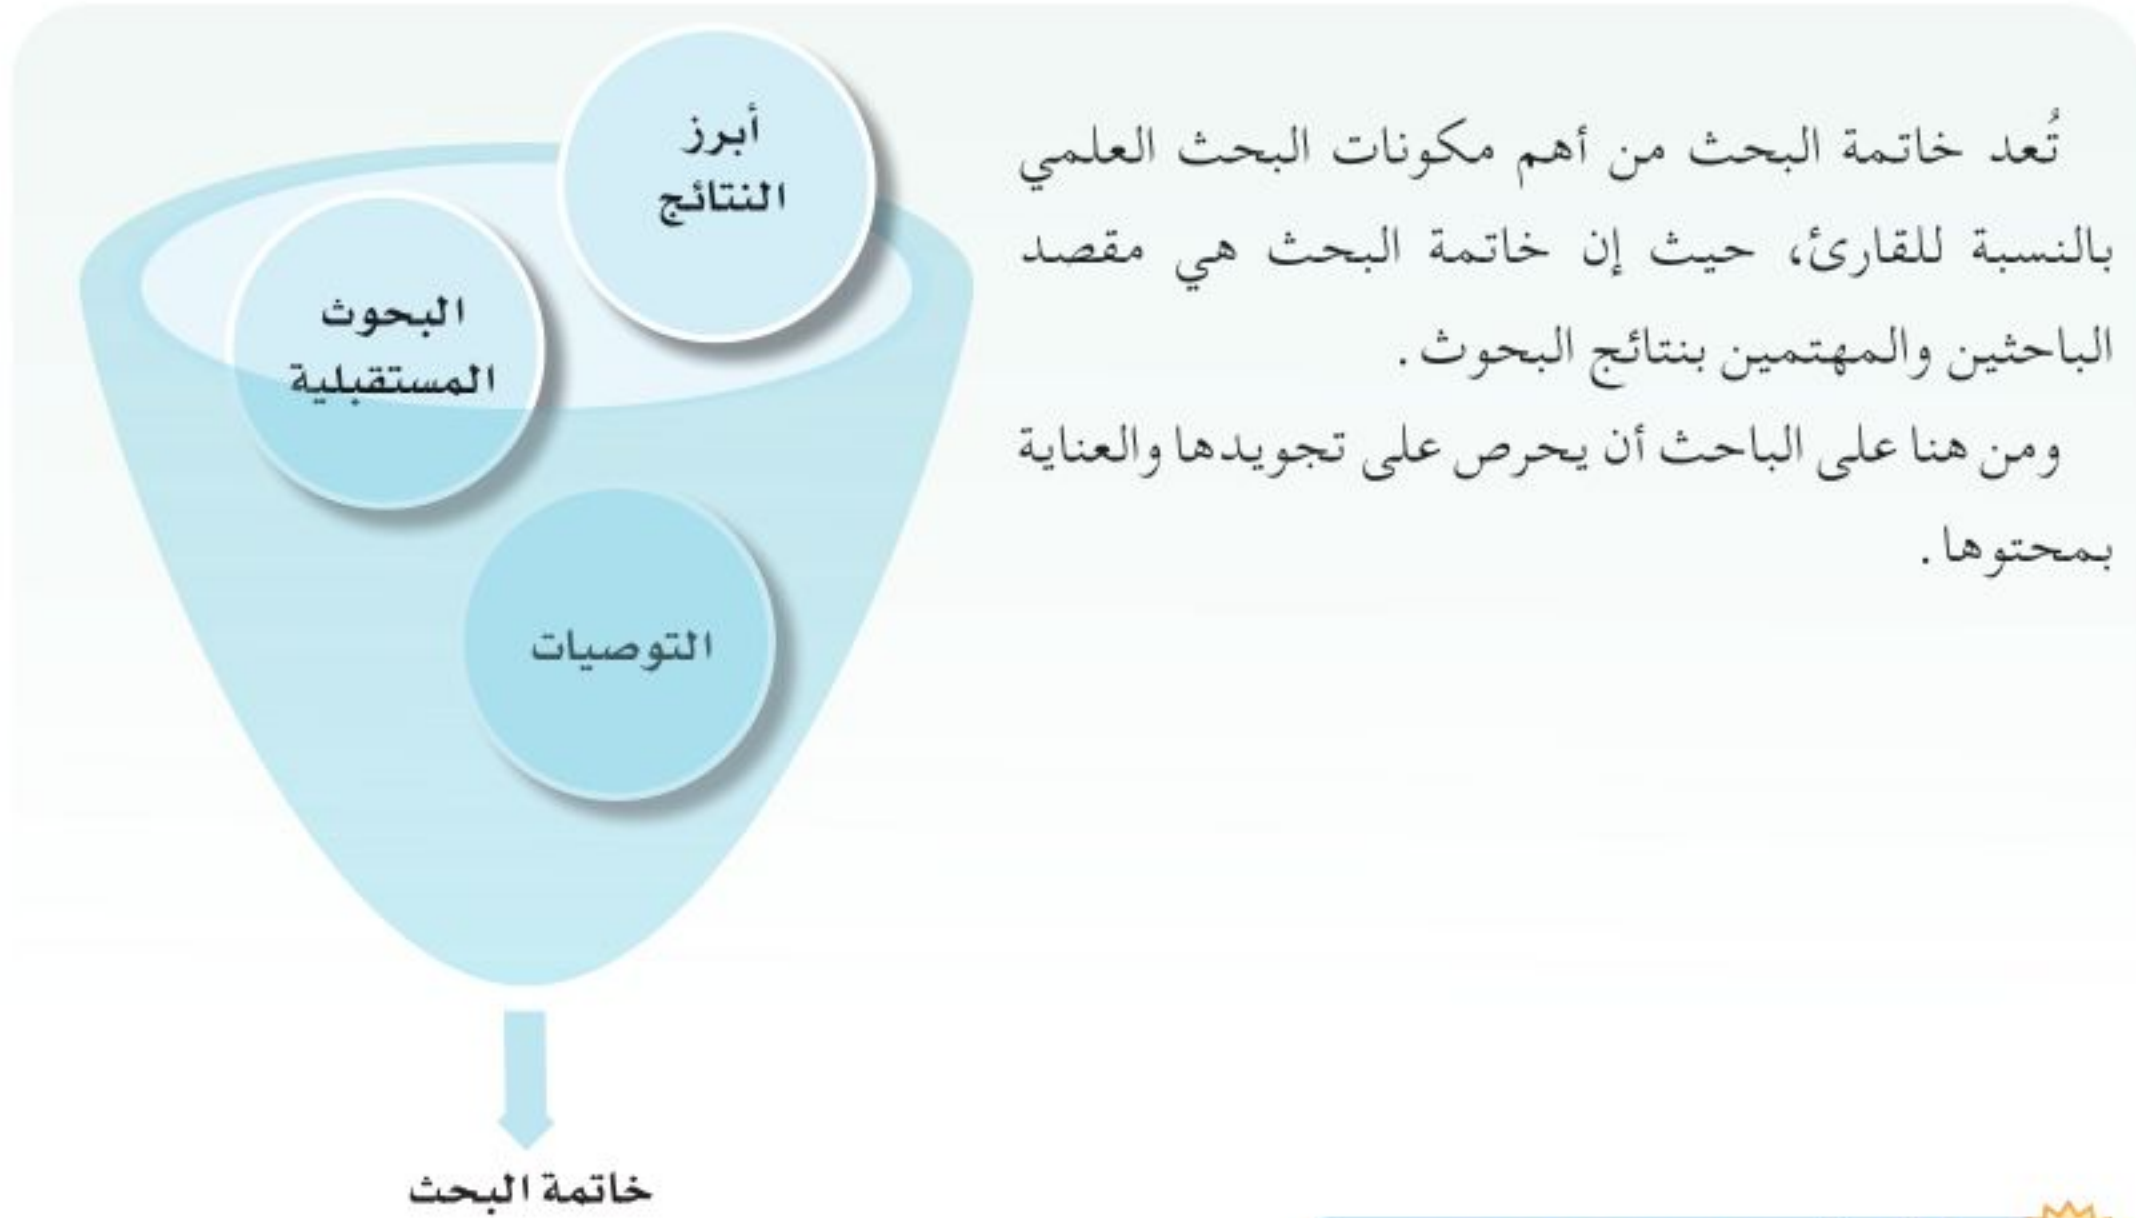 تُعد خاتمة البحث من أهم مكونات البحث العلمي
بالنسبة للقارئ، حيث إن خاتمة البحث هي مقصد
الباحثين والمهتمين بنتائج البحوث.
ومن هنا على الباحث أن يحرص على تجويدها والعناية
بمحتوها.
أبرز
النتائج
البحوث
المستقبلية
التوصيات
خاتمة البحث